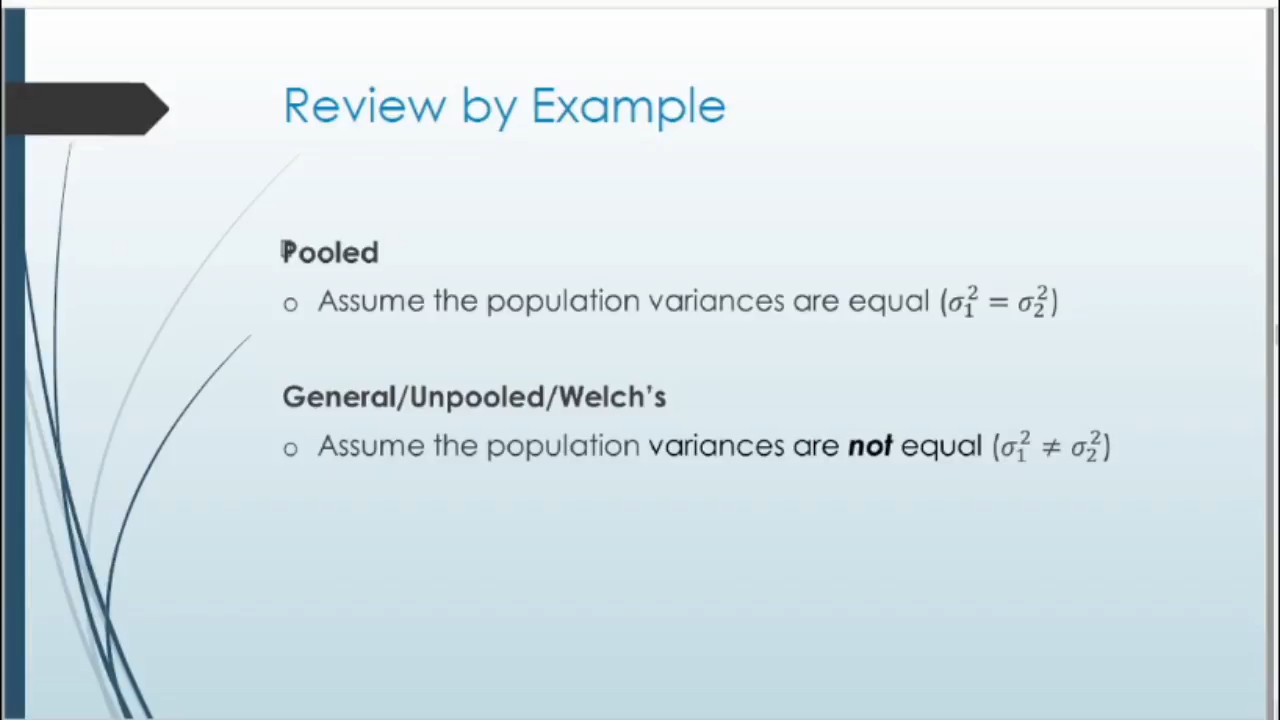 Review by Example
Pooled
o Assume the population variances are equal (σ₁² = σ₂²)
General/Unpooled/Welch’s
o Assume the population variances are not equal (σ₁² ≠ σ₂²)